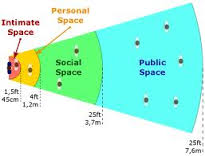 Personal
Space
Intimate
Space
Social
Space
Public
Space
1,5ft
45cm
4ft
1,2m
25ft
3,7m
25ft
7,6m